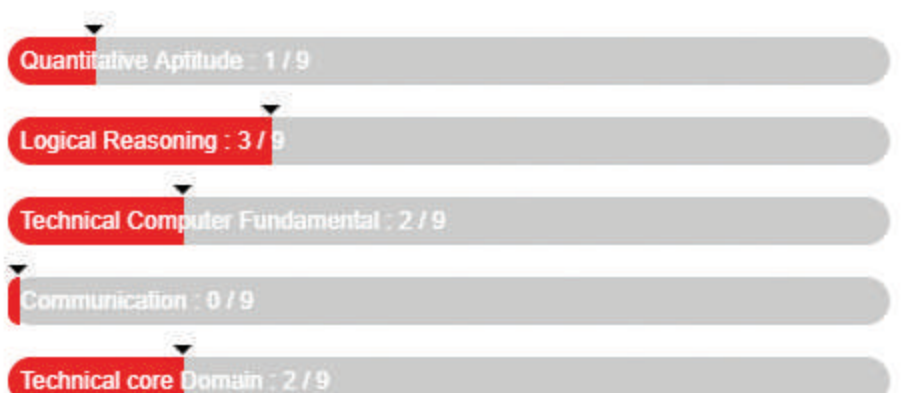 Quantitative Aptitude : 1 / 9
Logical Reasoning : 3 / 9
Technical Computer Fundamental : 2 / 9
Communication : 0 / 9
Technical core Domain : 2 / 9